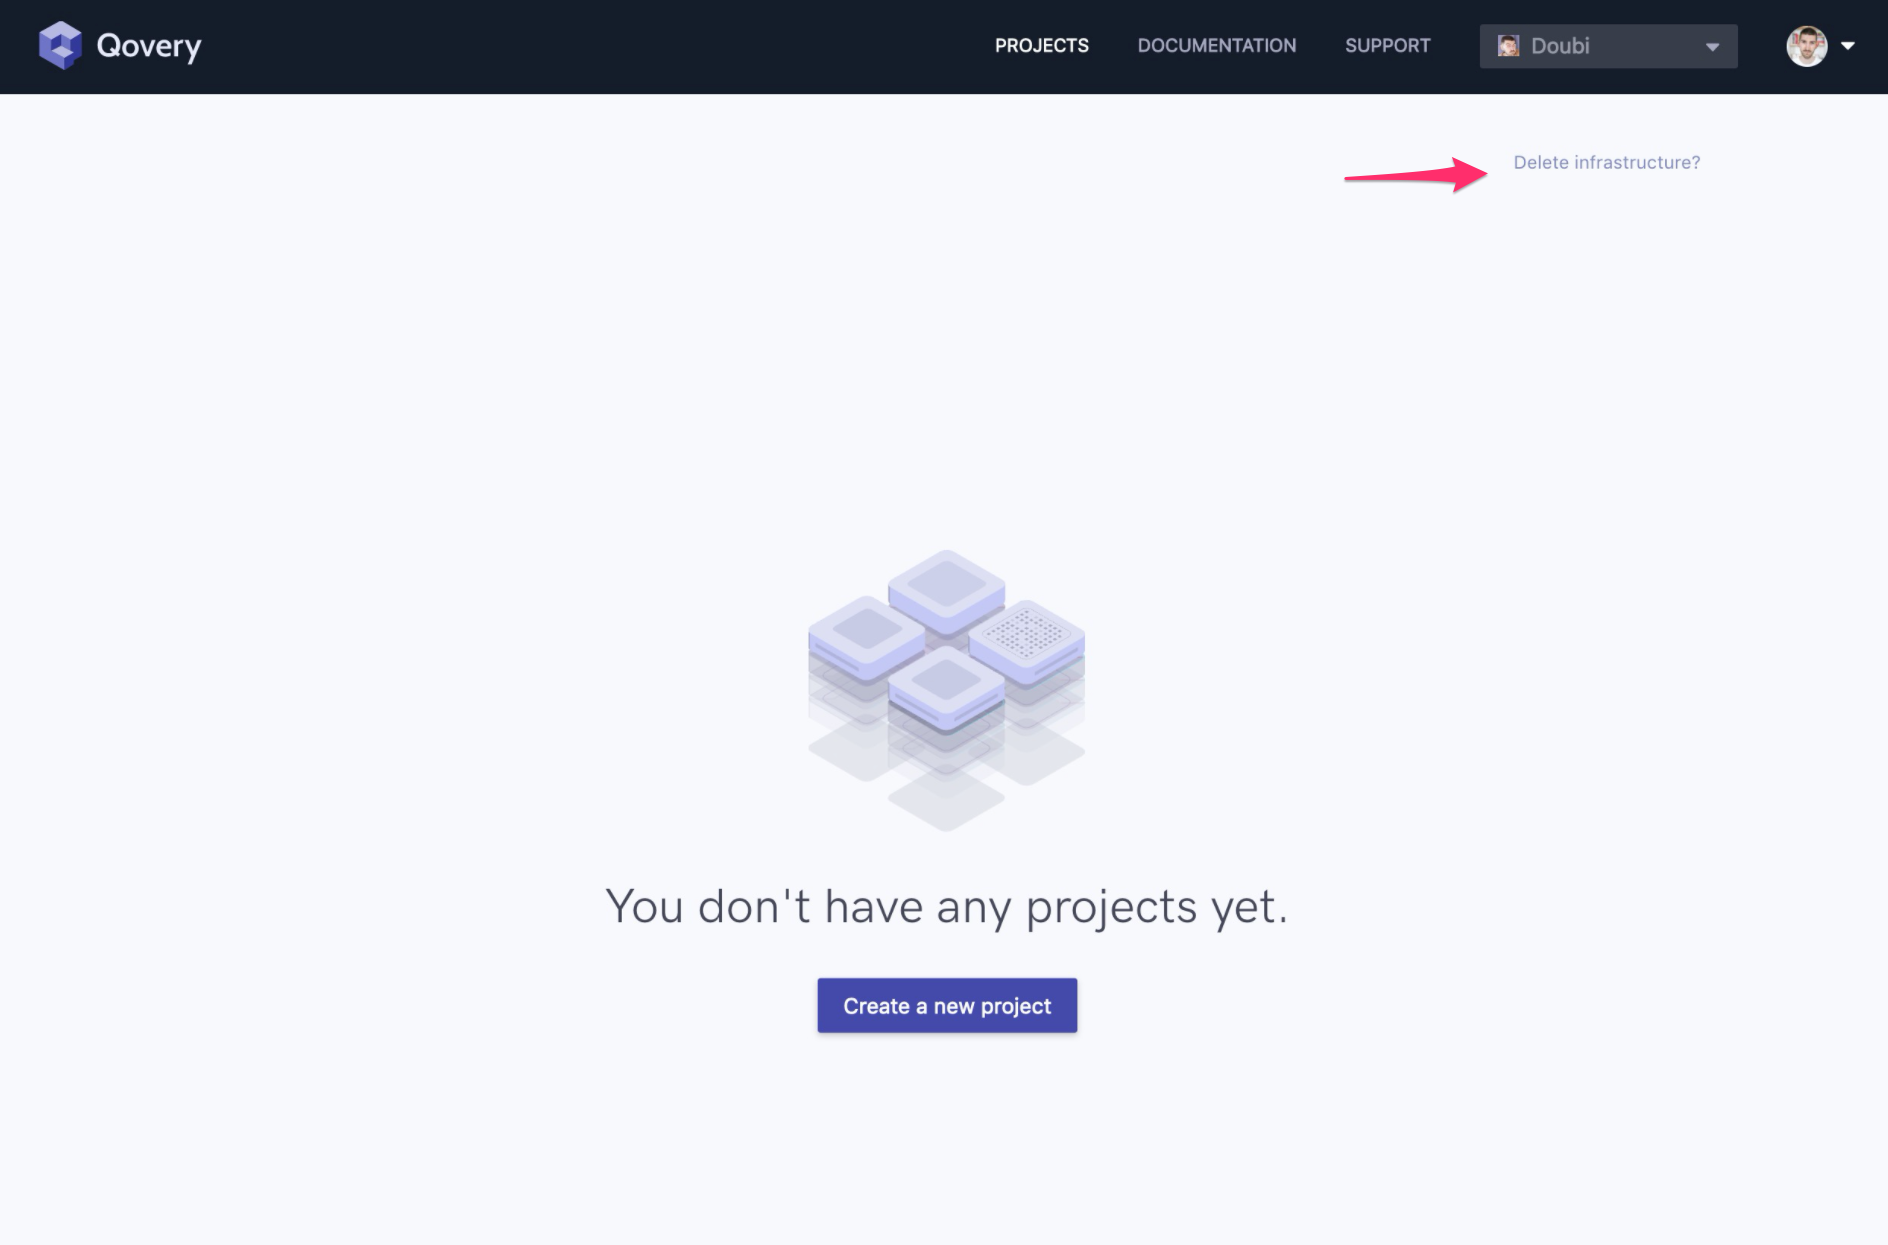 Qovery
PROJECTS
DOCUMENTATION
SUPPORT
Doubi
Delete infrastructure?
You don't have any projects yet.
Create a new project